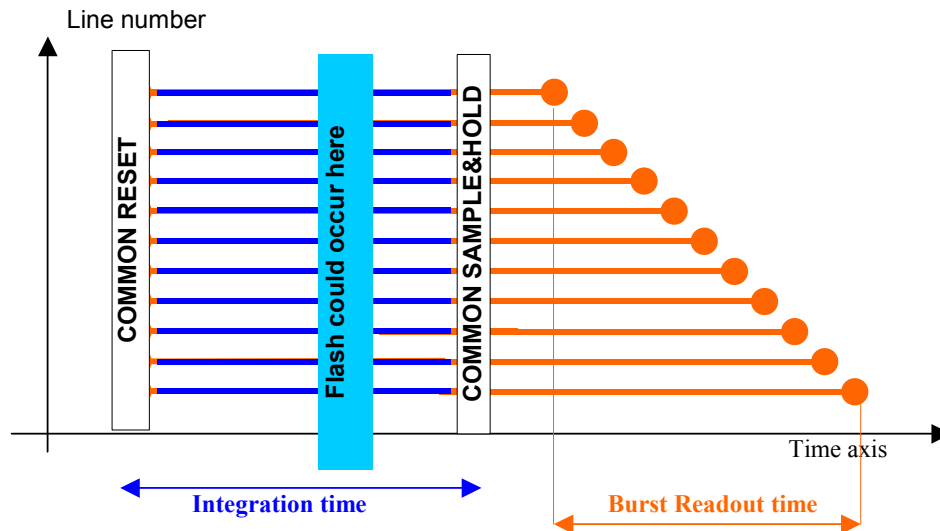 Line number
COMMON RESET
Flash could occur here
COMMON SAMPLE&HOLD
Time axis
Integration time
Burst Readout time